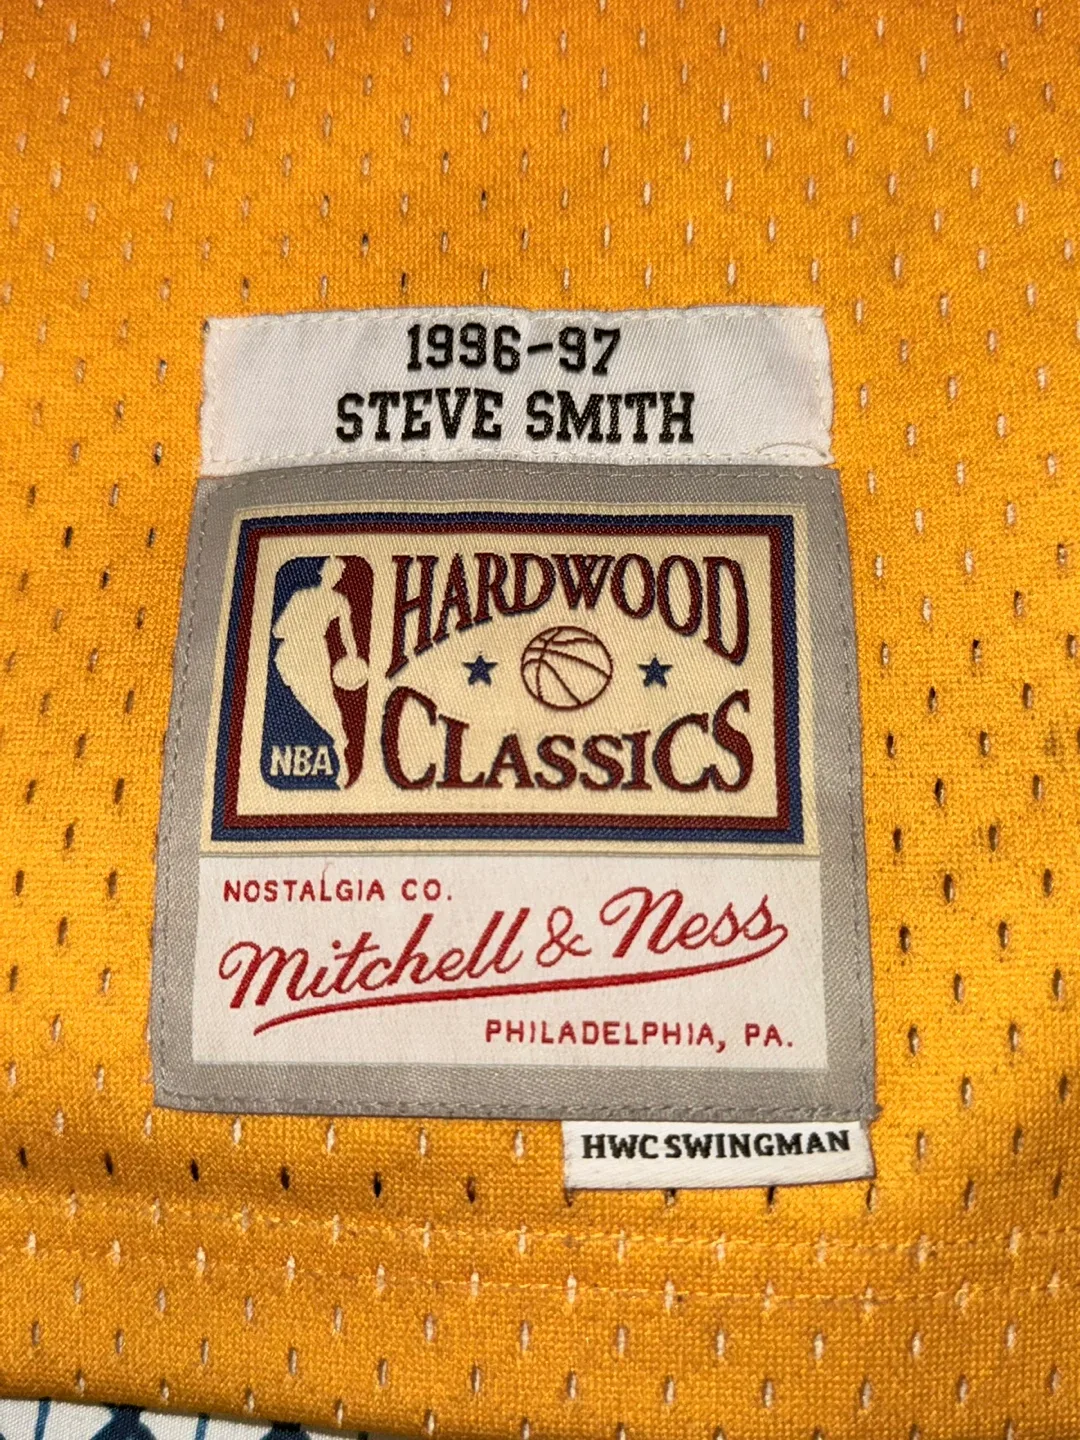 1996-97
STEVE SMITH
HARDWOOD
NBA
CLASSICS
NOSTALGIA CO.
Mitchell & Ness
PHILADELPHIA, PA.
HWC SWINGMAN